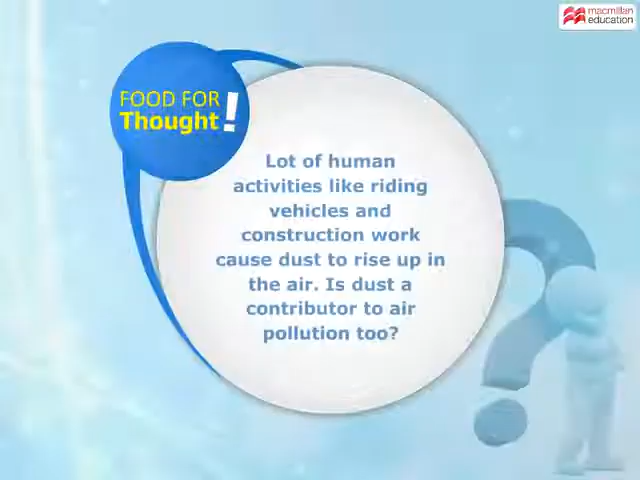 macmillan
education
FOOD FOR
Thought!
Lot of human
activities like riding
vehicles and
construction work
cause dust to rise up in
the air. Is dust a
contributor to air
pollution too?